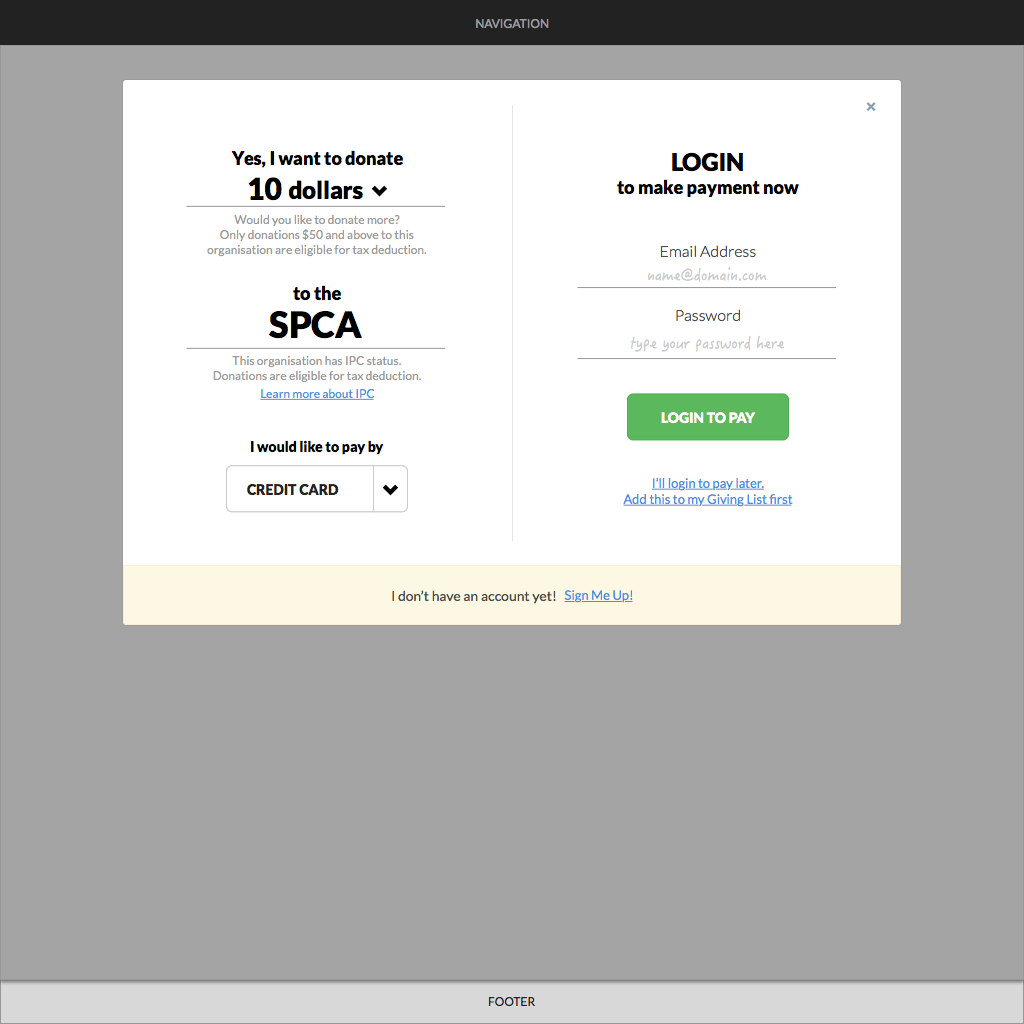 NAVIGATION
×
Yes, I want to donate
10 dollars
Would you like to donate more?
Only donations $50 and above to this
organisation are eligible for tax deduction.
to the
SPCA
This organisation has IPC status.
Donations are eligible for tax deduction.
Learn more about IPC
I would like to pay by
CREDIT CARD
LOGIN
to make payment now
Email Address
name@domain.com
Password
type your password here
LOGIN TO PAY
I'll login to pay later.
Add this to my Giving List first
I don't have an account yet! Sign Me Up!
FOOTER